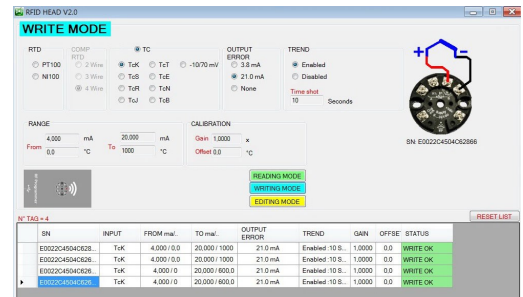 RFID HEAD V2.0
WRITE MODE
RTD
PT100
NI100
COMP RTD
2 Wire
3 Wire
4 Wire
TC
TcK TcT -10/70 mV
TcS TcE
TcR TcN
TcJ TcB
OUTPUT ERROR
3.8 mA
21.0 mA
None
TREND
Enabled
Disabled
Time shot
10 Seconds
+ -
SN: E0022C4504C62866
RANGE
4,000 mA 20,000 mA
From 0,0 °C To 1000 °C
CALIBRATION
Gain 1,0000 x
Offset 0,0 °C
READING MODE
WRITING MODE
EDITING MODE
N° TAG = 4
RESET LIST
SN INPUT FROM ma/.. TO ma/.. OUTPUT ERROR TREND GAIN OFFSE STATUS
E0022C4504C628... TcK 4,000 / 0,0 20,000 / 1000 21.0 mA Enabled :10 S... 1,0000 0,0 WRITE OK
E0022C4504C626... TcK 4,000 / 0,0 20,000 / 1000 21.0 mA Enabled :10 S... 1,0000 0,0 WRITE OK
E0022C4504C626... TcK 4,000 / 0 20,000 / 600,0 21.0 mA Enabled :10 S... 1,0000 0,0 WRITE OK
E0022C4504C626... TcK 4,000 / 0 20,000 / 600,0 21.0 mA Enabled :10 S... 1,0000 0,0 WRITE OK